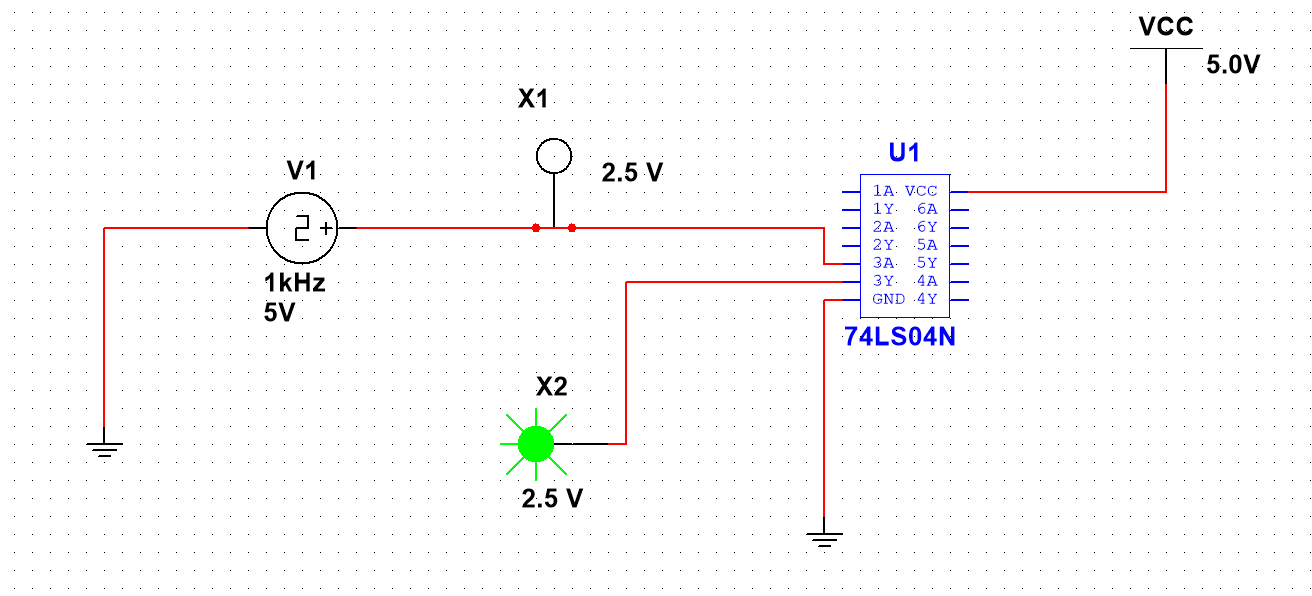 VCC
5.0V
X1
2.5 V
V1
+
1kHz
5V
U1
1A VCC
1Y 6A
2A 6Y
2Y 5A
3A 5Y
3Y 4A
GND 4Y
74LS04N
X2
2.5 V